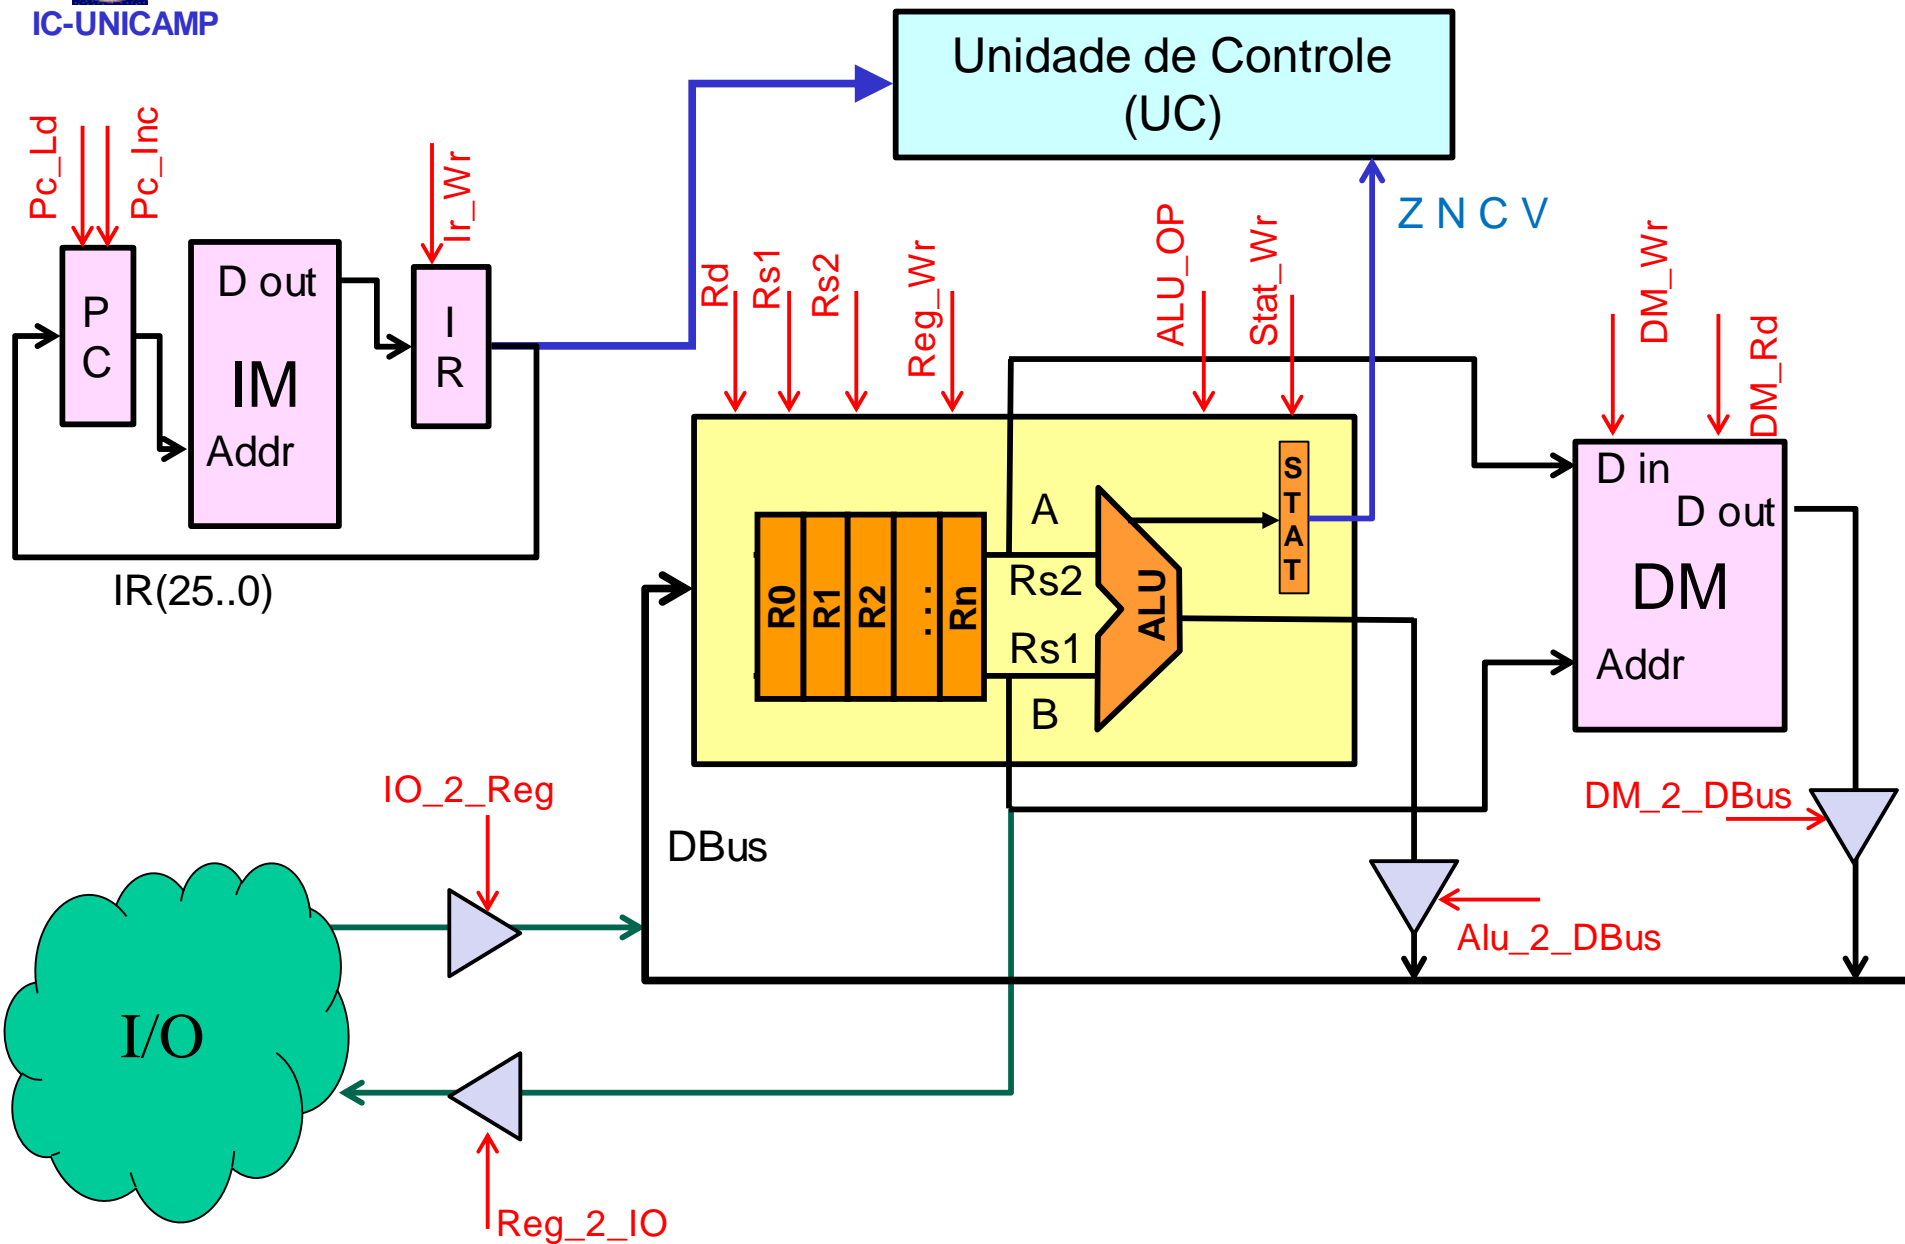 IC-UNICAMP
Unidade de Controle
(UC)
Pc_Ld
Pc_Inc
Ir_Wr
Z N C V
Rd
Rs1
Rs2
Reg_Wr
ALU_OP
Stat_Wr
DM_Wr
DM_Rd
P
C
D out
IM
Addr
I
R
IR(25..0)
R0
R1
R2
...
Rn
A
Rs2
Rs1
B
ALU
S
T
A
T
D in
D out
DM
Addr
IO_2_Reg
DBus
DM_2_DBus
Alu_2_DBus
I/O
Reg_2_IO